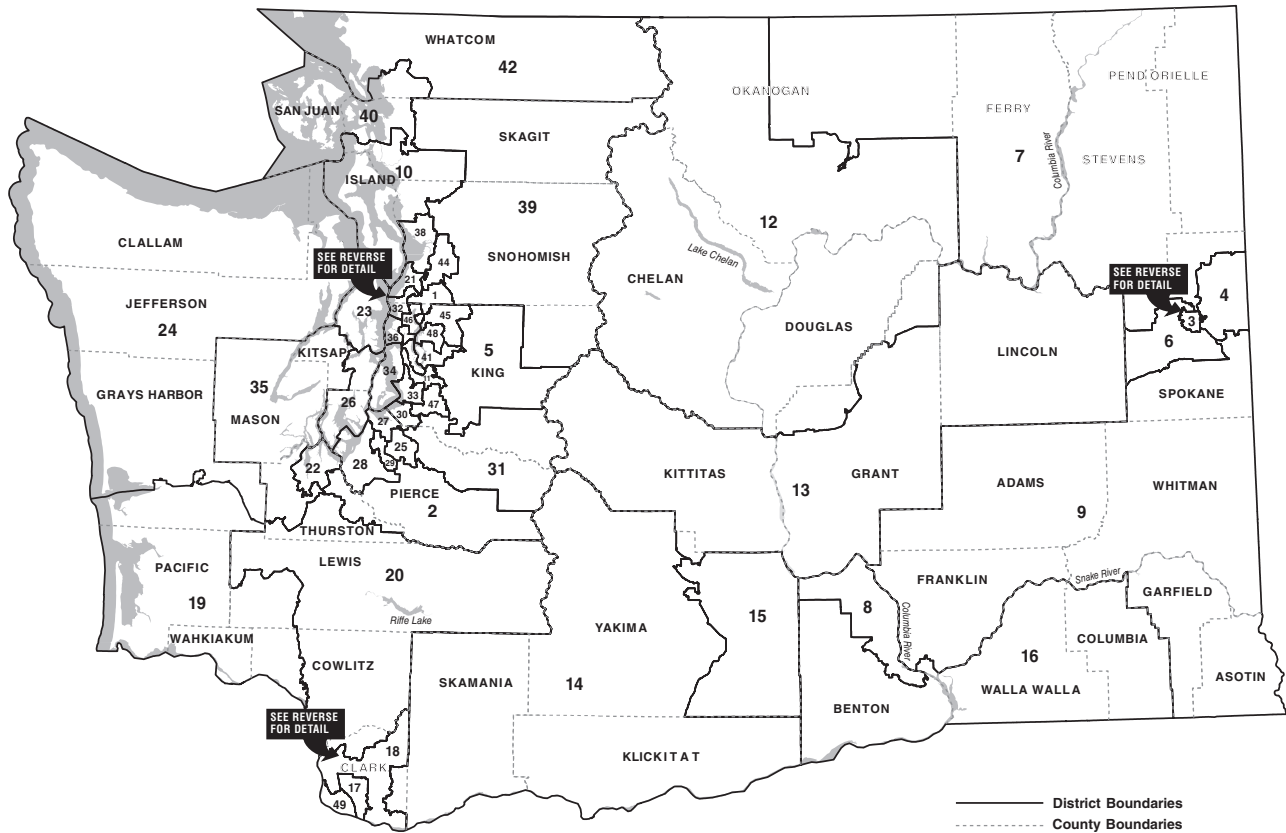 WHATCOM
42
OKANOGAN
PEND ORIELLE
SAN JUAN
40
FERRY
SKAGIT
7
Columbia River
STEVENS
10
ISLAND
39
12
38
CLALLAM
SNOHOMISH
44
SEE REVERSE
FOR DETAIL
Lake Chelan
CHELAN
21
SEE REVERSE
FOR DETAIL
4
1
JEFFERSON
24
23
32
45
46
3
DOUGLAS
48
36
6
KITSAP
5
LINCOLN
41
KING
34
35
GRAYS HARBOR
SPOKANE
33
47
26
MASON
30
27
25
22
28
29
31
KITTITAS
GRANT
ADAMS
WHITMAN
13
PIERCE
2
9
THURSTON
LEWIS
PACIFIC
20
FRANKLIN
Snake River
GARFIELD
19
8
15
Riffe Lake
YAKIMA
Columbia River
WAHKIAKUM
COLUMBIA
16
COWLITZ
SKAMANIA
14
WALLA WALLA
ASOTIN
BENTON
SEE REVERSE
FOR DETAIL
18
KLICKITAT
CLARK
17
49
District Boundaries
County Boundaries